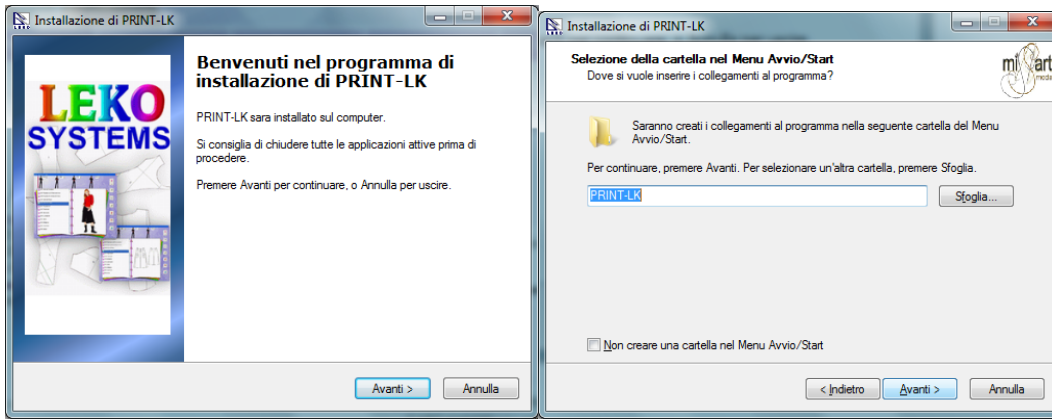 Installazione di PRINT-LK
LEKO
SYSTEMS
Benvenuti nel programma di
installazione di PRINT-LK
PRINT-LK sara installato sul computer.
Si consiglia di chiudere tutte le applicazioni attive prima di
procedere.
Premere Avanti per continuare, o Annulla per uscire.
Avanti >
Annulla
Installazione di PRINT-LK
Selezione della cartella nel Menu Avvio/Start
Dove si vuole inserire i collegamenti al programma?
Saranno creati i collegamenti al programma nella seguente cartella del Menu
Avvio/Start.
Per continuare, premere Avanti. Per selezionare un'altra cartella, premere Sfoglia.
PRINT-LK
Sfoglia...
Non creare una cartella nel Menu Avvio/Start
< Indietro
Avanti >
Annulla